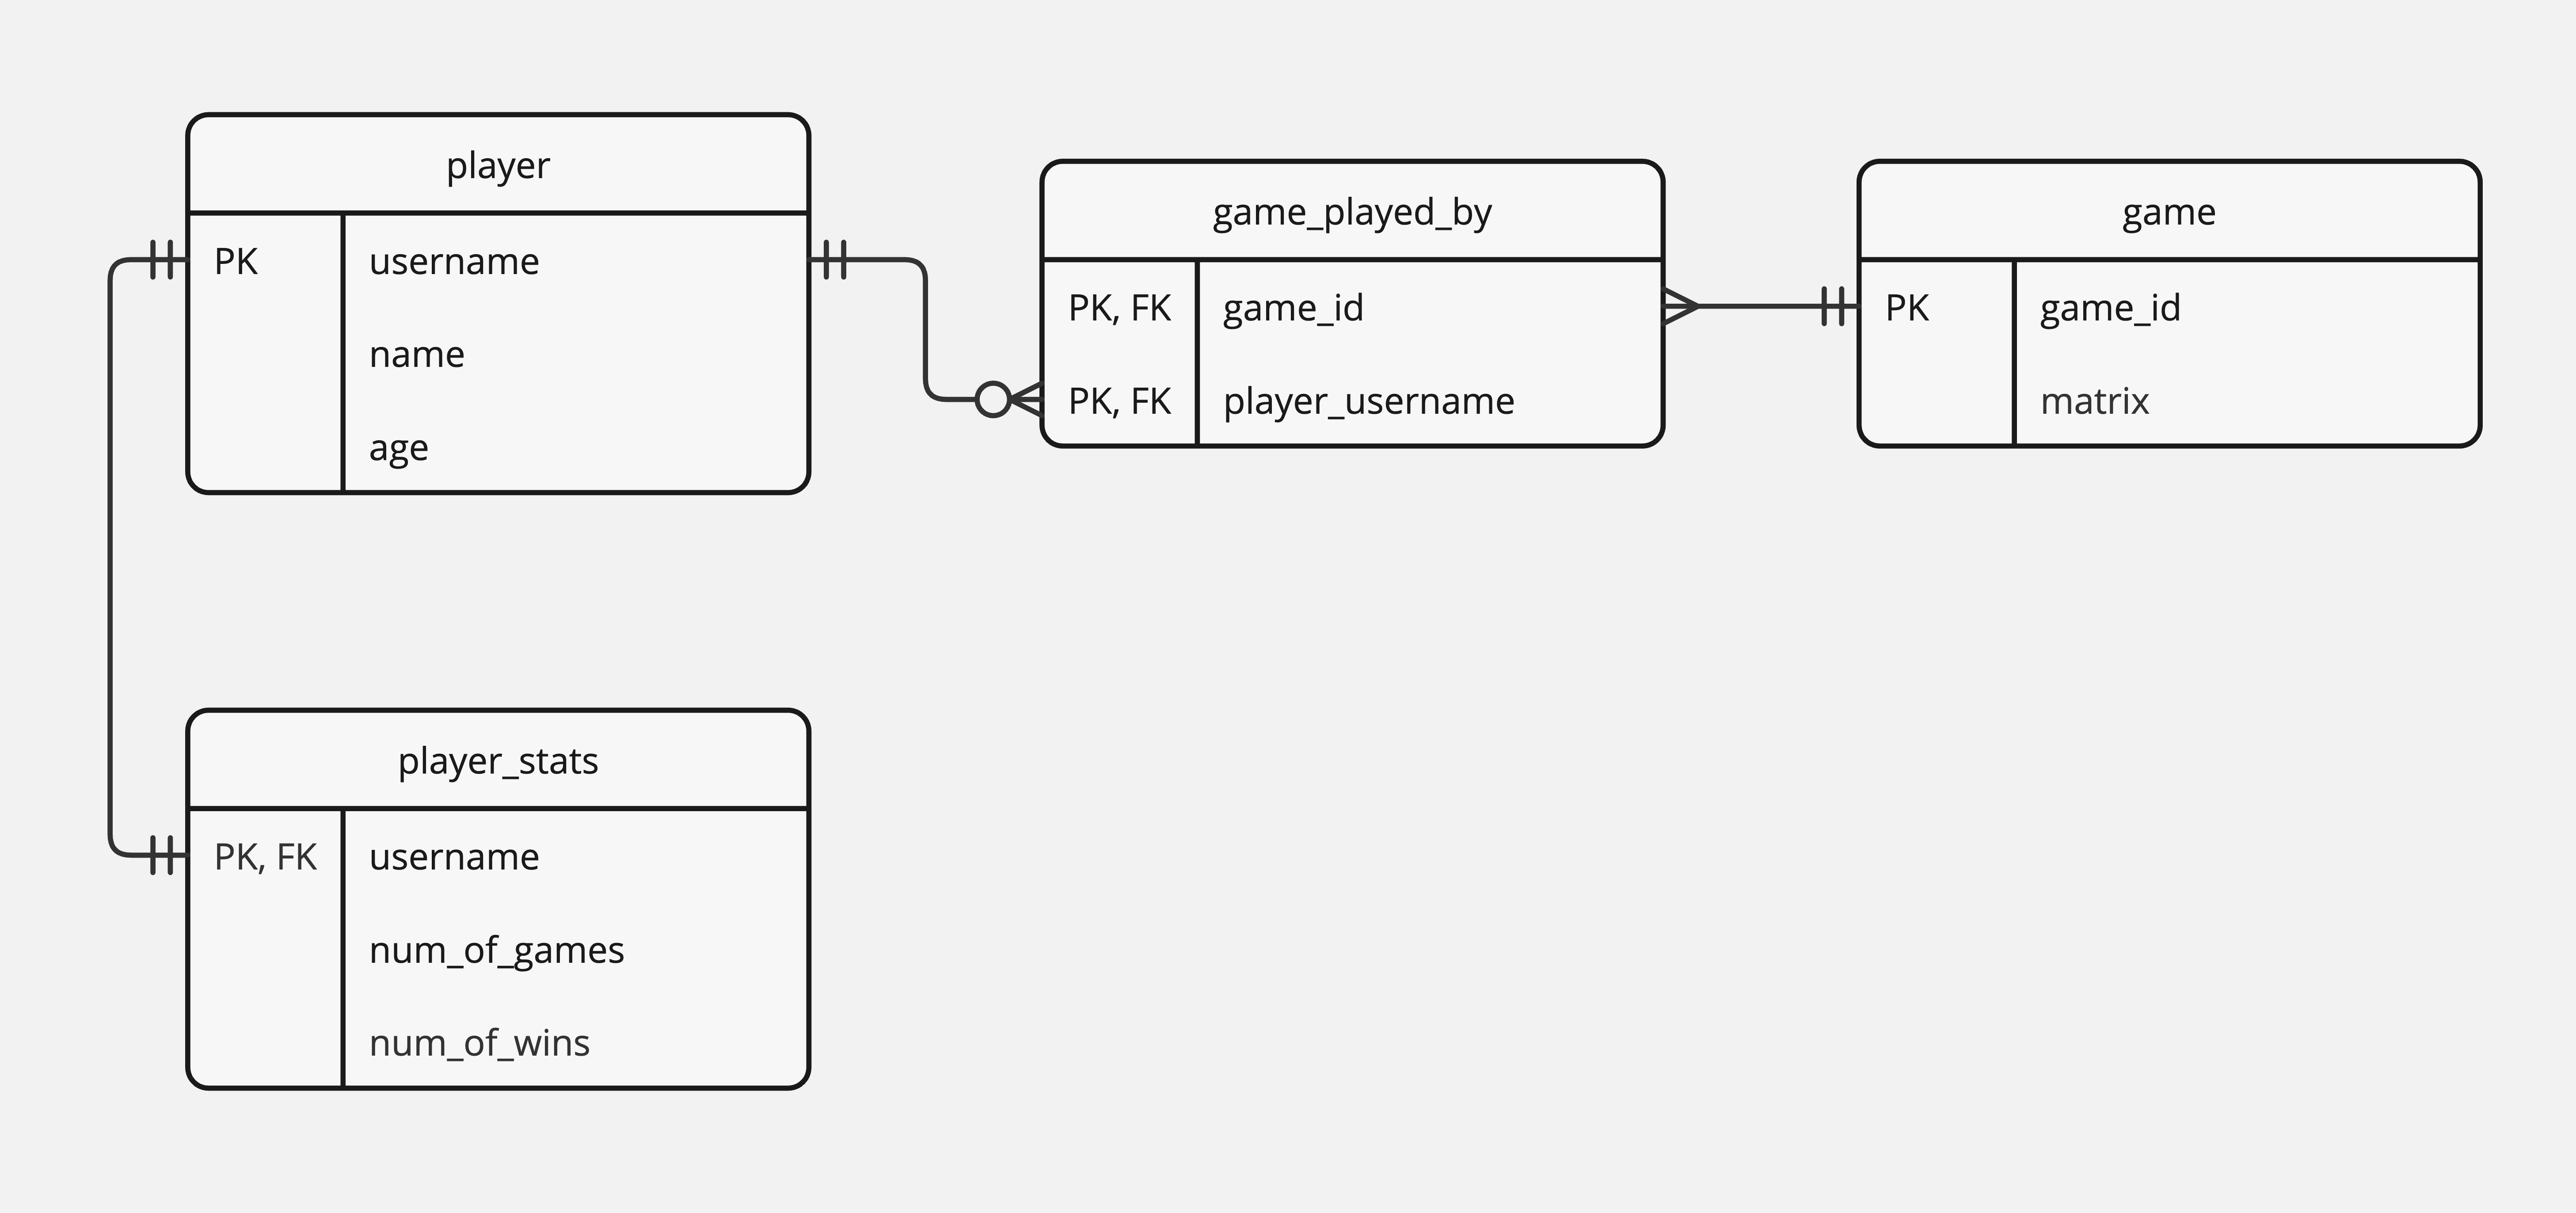 player
PK username
name
age
game_played_by
PK, FK game_id
PK, FK player_username
game
PK game_id
matrix
player_stats
PK, FK username
num_of_games
num_of_wins